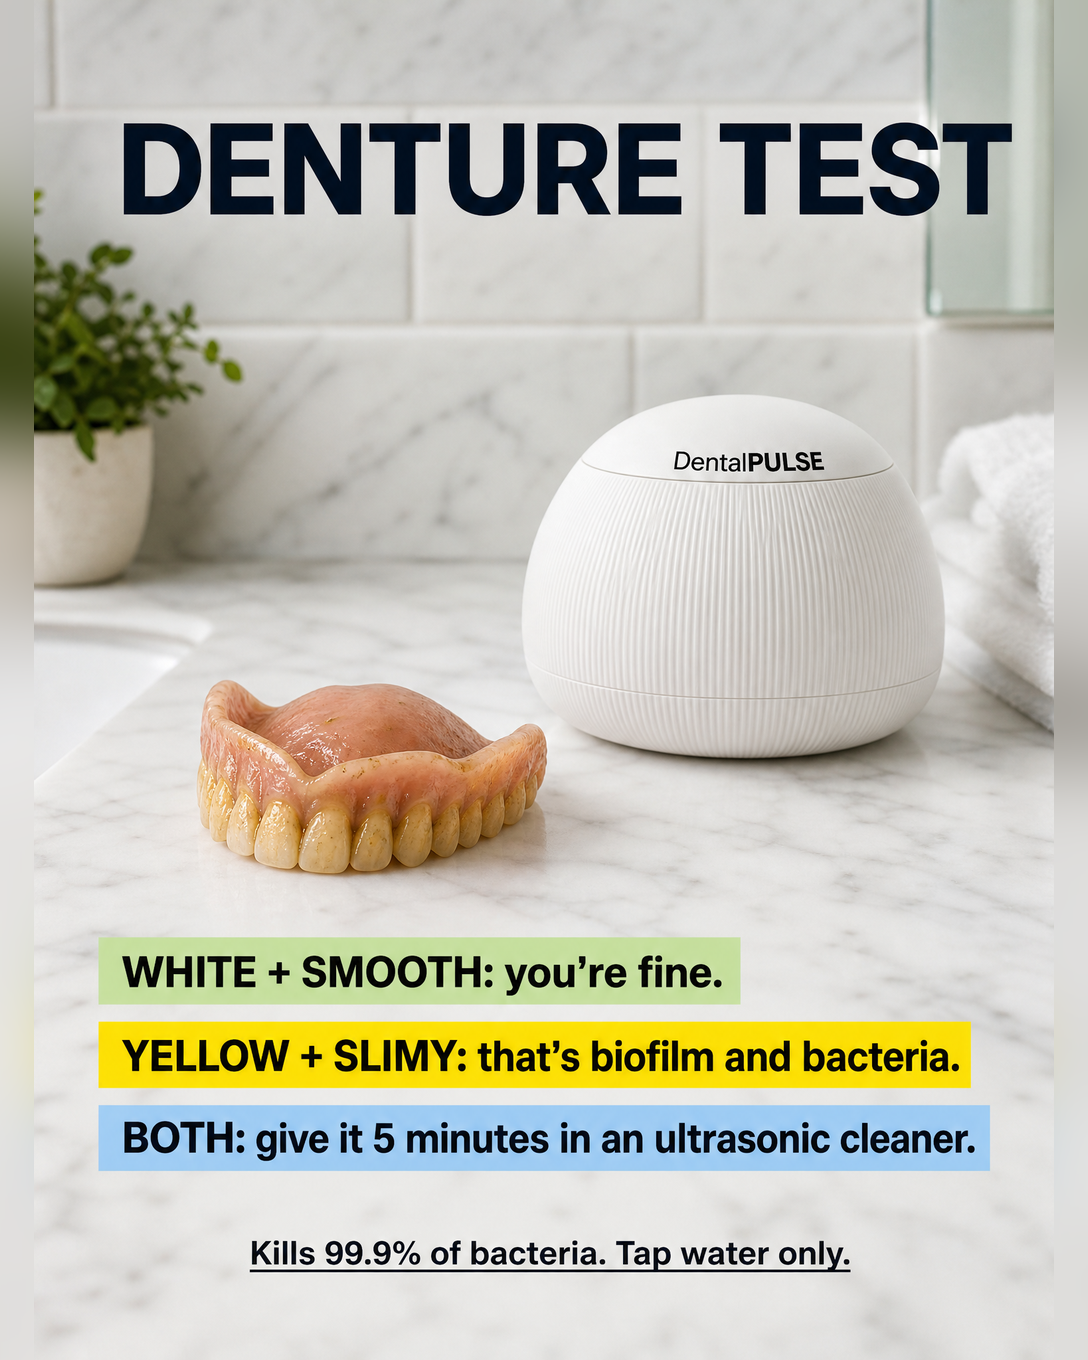 DENTURE TEST
DentalPULSE
WHITE + SMOOTH: you’re fine.
YELLOW + SLIMY: that’s biofilm and bacteria.
BOTH: give it 5 minutes in an ultrasonic cleaner.
Kills 99.9% of bacteria. Tap water only.